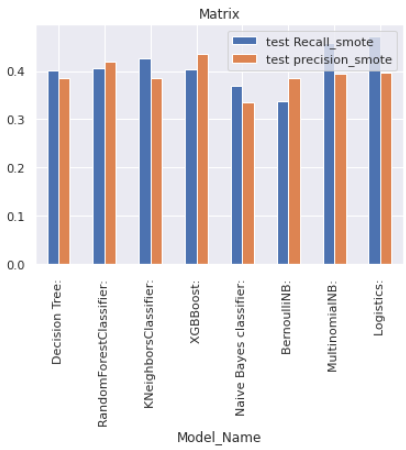 Matrix
test Recall_smote
test precision_smote
0.4
0.3
0.2
0.1
0.0
Decision Tree:
RandomForestClassifier:
KNeighborsClassifier:
XGBBoost:
Naive Bayes classifier:
BernoulliNB:
MultinomialNB:
Logistics:
Model_Name